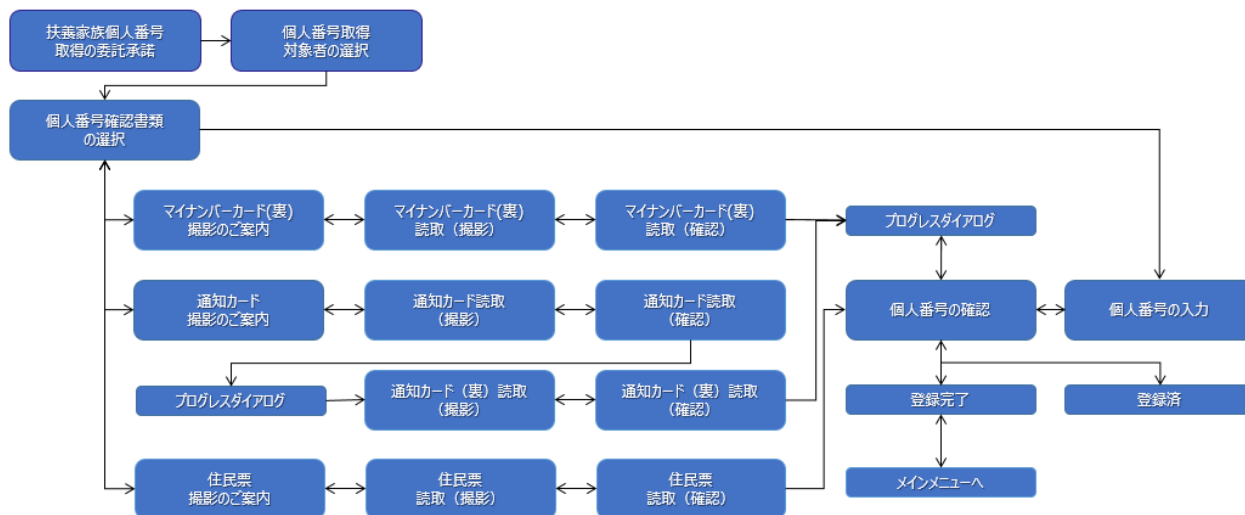 扶養家族個人番号
取得の委託承諾
個人番号取得
対象者の選択
個人番号確認書類
の選択
マイナンバーカード(裏)
撮影のご案内
マイナンバーカード(裏)
読取（撮影）
マイナンバーカード(裏)
読取（確認）
プログレスダイアログ
通知カード
撮影のご案内
通知カード読取
（撮影）
通知カード読取
（確認）
個人番号の確認
個人番号の入力
プログレスダイアログ
通知カード（裏）読取
（撮影）
通知カード（裏）読取
（確認）
登録完了
登録済
住民票
撮影のご案内
住民票
読取（撮影）
住民票
読取（確認）
メインメニューへ